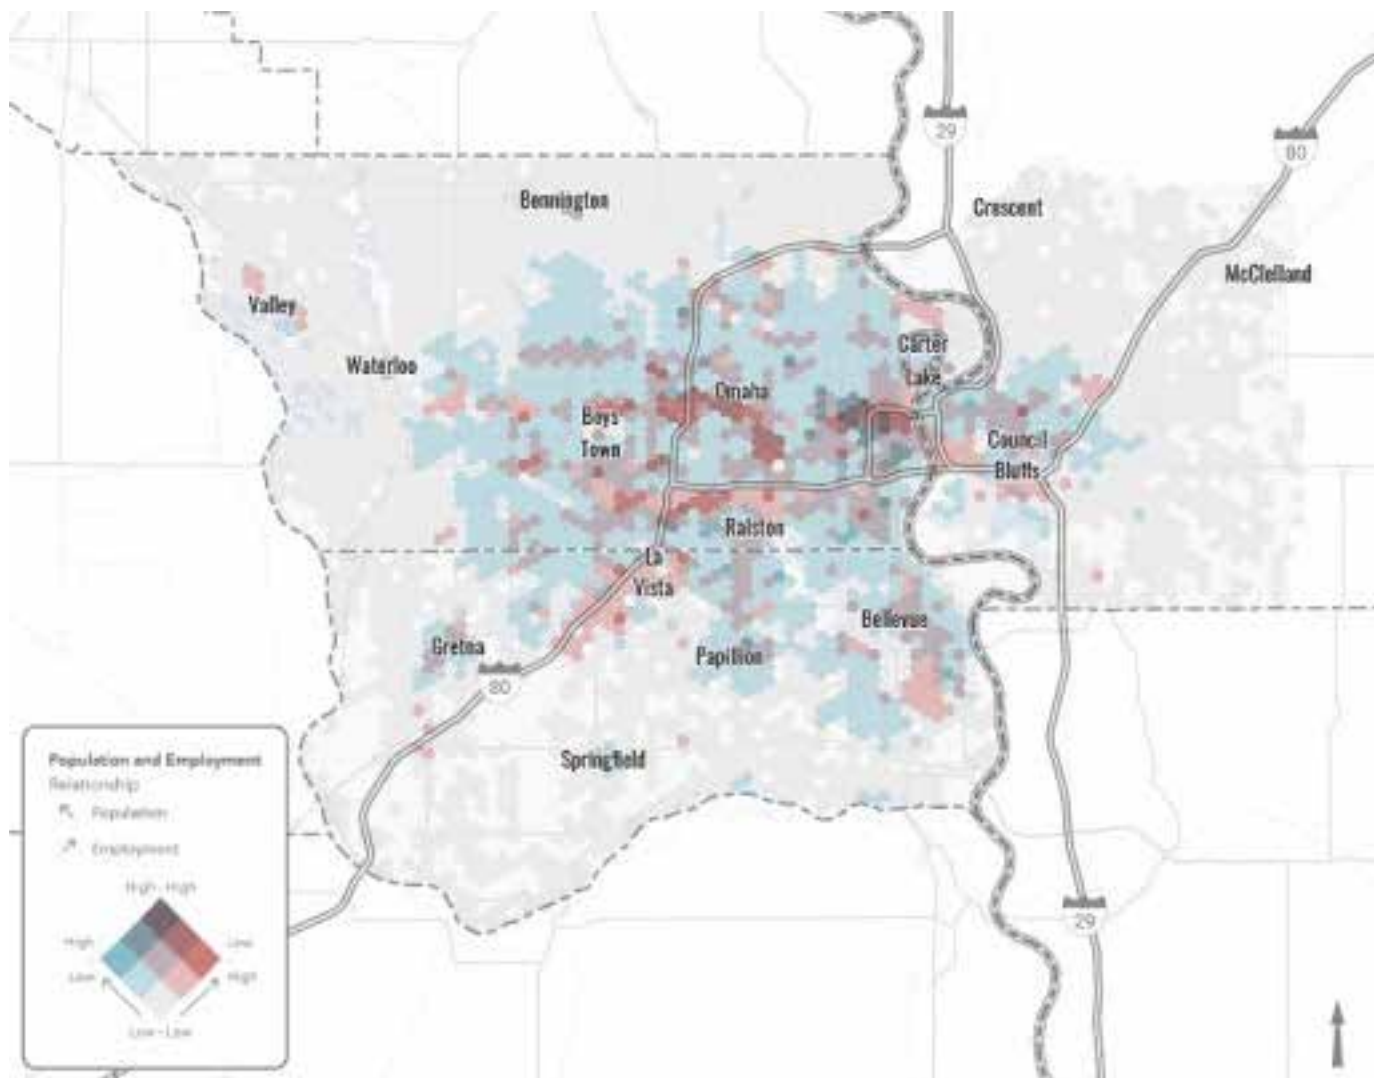 29
80
Bennington
Crescent
McClelland
Valley
Waterloo
Carter
Lake
Omaha
Boys
Town
Council
Bluffs
Ralston
La
Vista
Bellevue
Gretna
Papillion
80
Springfield
29
Population and Employment
Relationship
Population
Employment
High - High
High
Low
Low
High
Low - Low